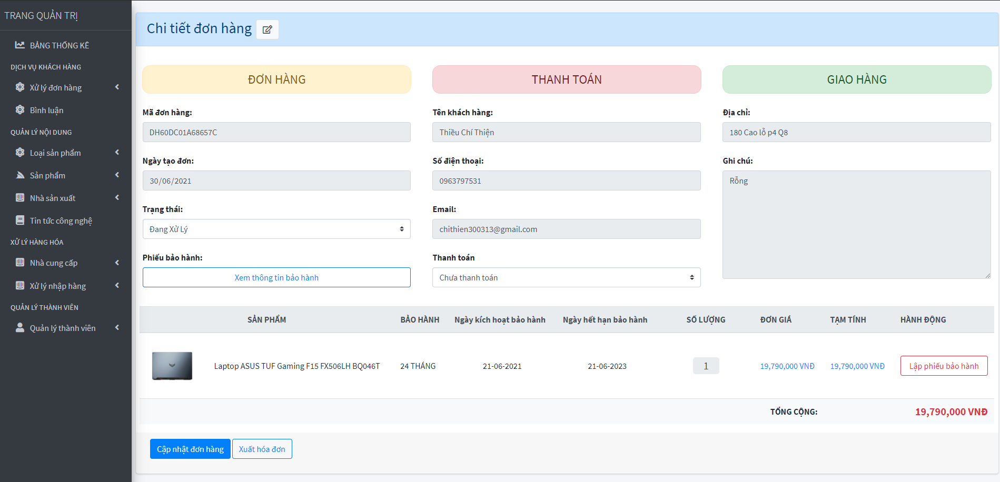 TRANG QUẢN TRỊ
BẢNG THỐNG KÊ
DỊCH VỤ KHÁCH HÀNG
Xử lý đơn hàng
Bình luận
QUẢN LÝ NỘI DUNG
Loại sản phẩm
Sản phẩm
Nhà sản xuất
Tin tức công nghệ
XỬ LÝ HÀNG HÓA
Nhà cung cấp
Xử lý nhập hàng
QUẢN LÝ THÀNH VIÊN
Quản lý thành viên
Chi tiết đơn hàng
ĐƠN HÀNG
Mã đơn hàng:
DH60DC01A68657C
Ngày tạo đơn:
30/06/2021
Trạng thái:
Đang Xử Lý
Phiếu bảo hành:
Xem thông tin bảo hành
THANH TOÁN
Tên khách hàng:
Thiều Chí Thiện
Số điện thoại:
0963797531
Email:
chithien300313@gmail.com
Thanh toán
Chưa thanh toán
GIAO HÀNG
Địa chỉ:
180 Cao lỗ p4 Q8
Ghi chú:
Rỗng
SẢN PHẨM BẢO HÀNH Ngày kích hoạt bảo hành Ngày hết hạn bảo hành SỐ LƯỢNG ĐƠN GIÁ TẠM TÍNH HÀNH ĐỘNG
Laptop ASUS TUF Gaming F15 FX506LH BQ046T 24 THÁNG 21-06-2021 21-06-2023 1 19,790,000 VNĐ 19,790,000 VNĐ Lập phiếu bảo hành
TỔNG CỘNG: 19,790,000 VNĐ
Cập nhật đơn hàng Xuất hóa đơn